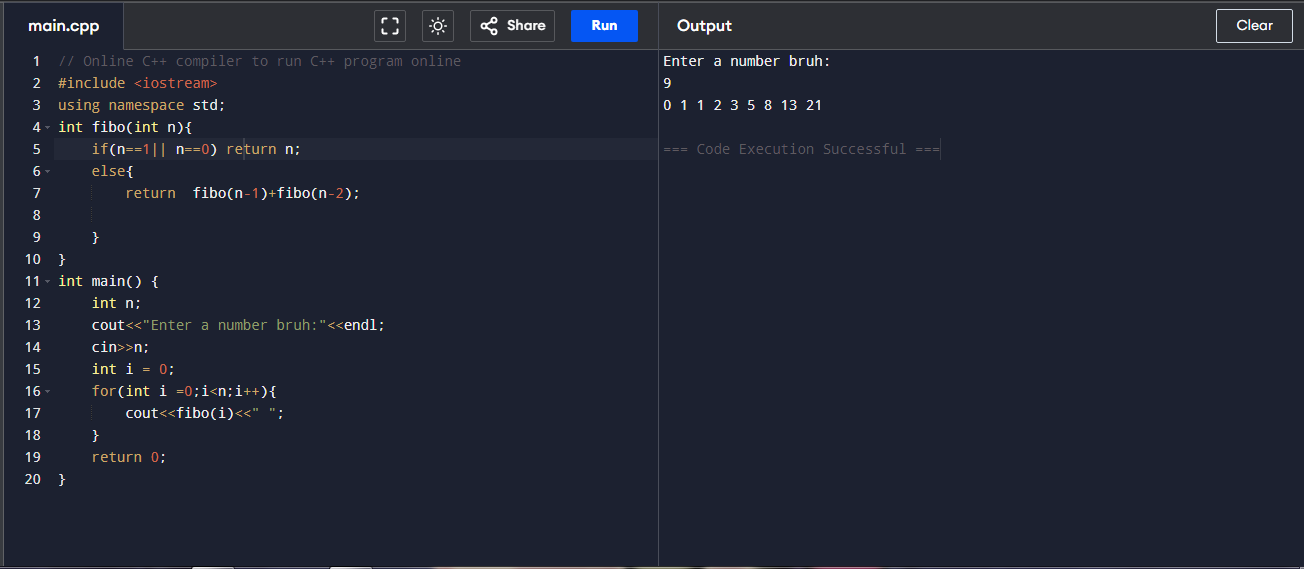 main.cpp Share Run Output Clear
1 // Online C++ compiler to run C++ program online
2 #include <iostream>
3 using namespace std;
4 int fibo(int n){
5     if(n==1|| n==0) return n;
6     else{
7         return  fibo(n-1)+fibo(n-2);
8
9     }
10 }
11 int main() {
12     int n;
13     cout<<"Enter a number bruh:"<<endl;
14     cin>>n;
15     int i = 0;
16     for(int i =0;i<n;i++){
17         cout<<fibo(i)<<" ";
18     }
19     return 0;
20 }
Enter a number bruh:
9
0 1 1 2 3 5 8 13 21
=== Code Execution Successful ===